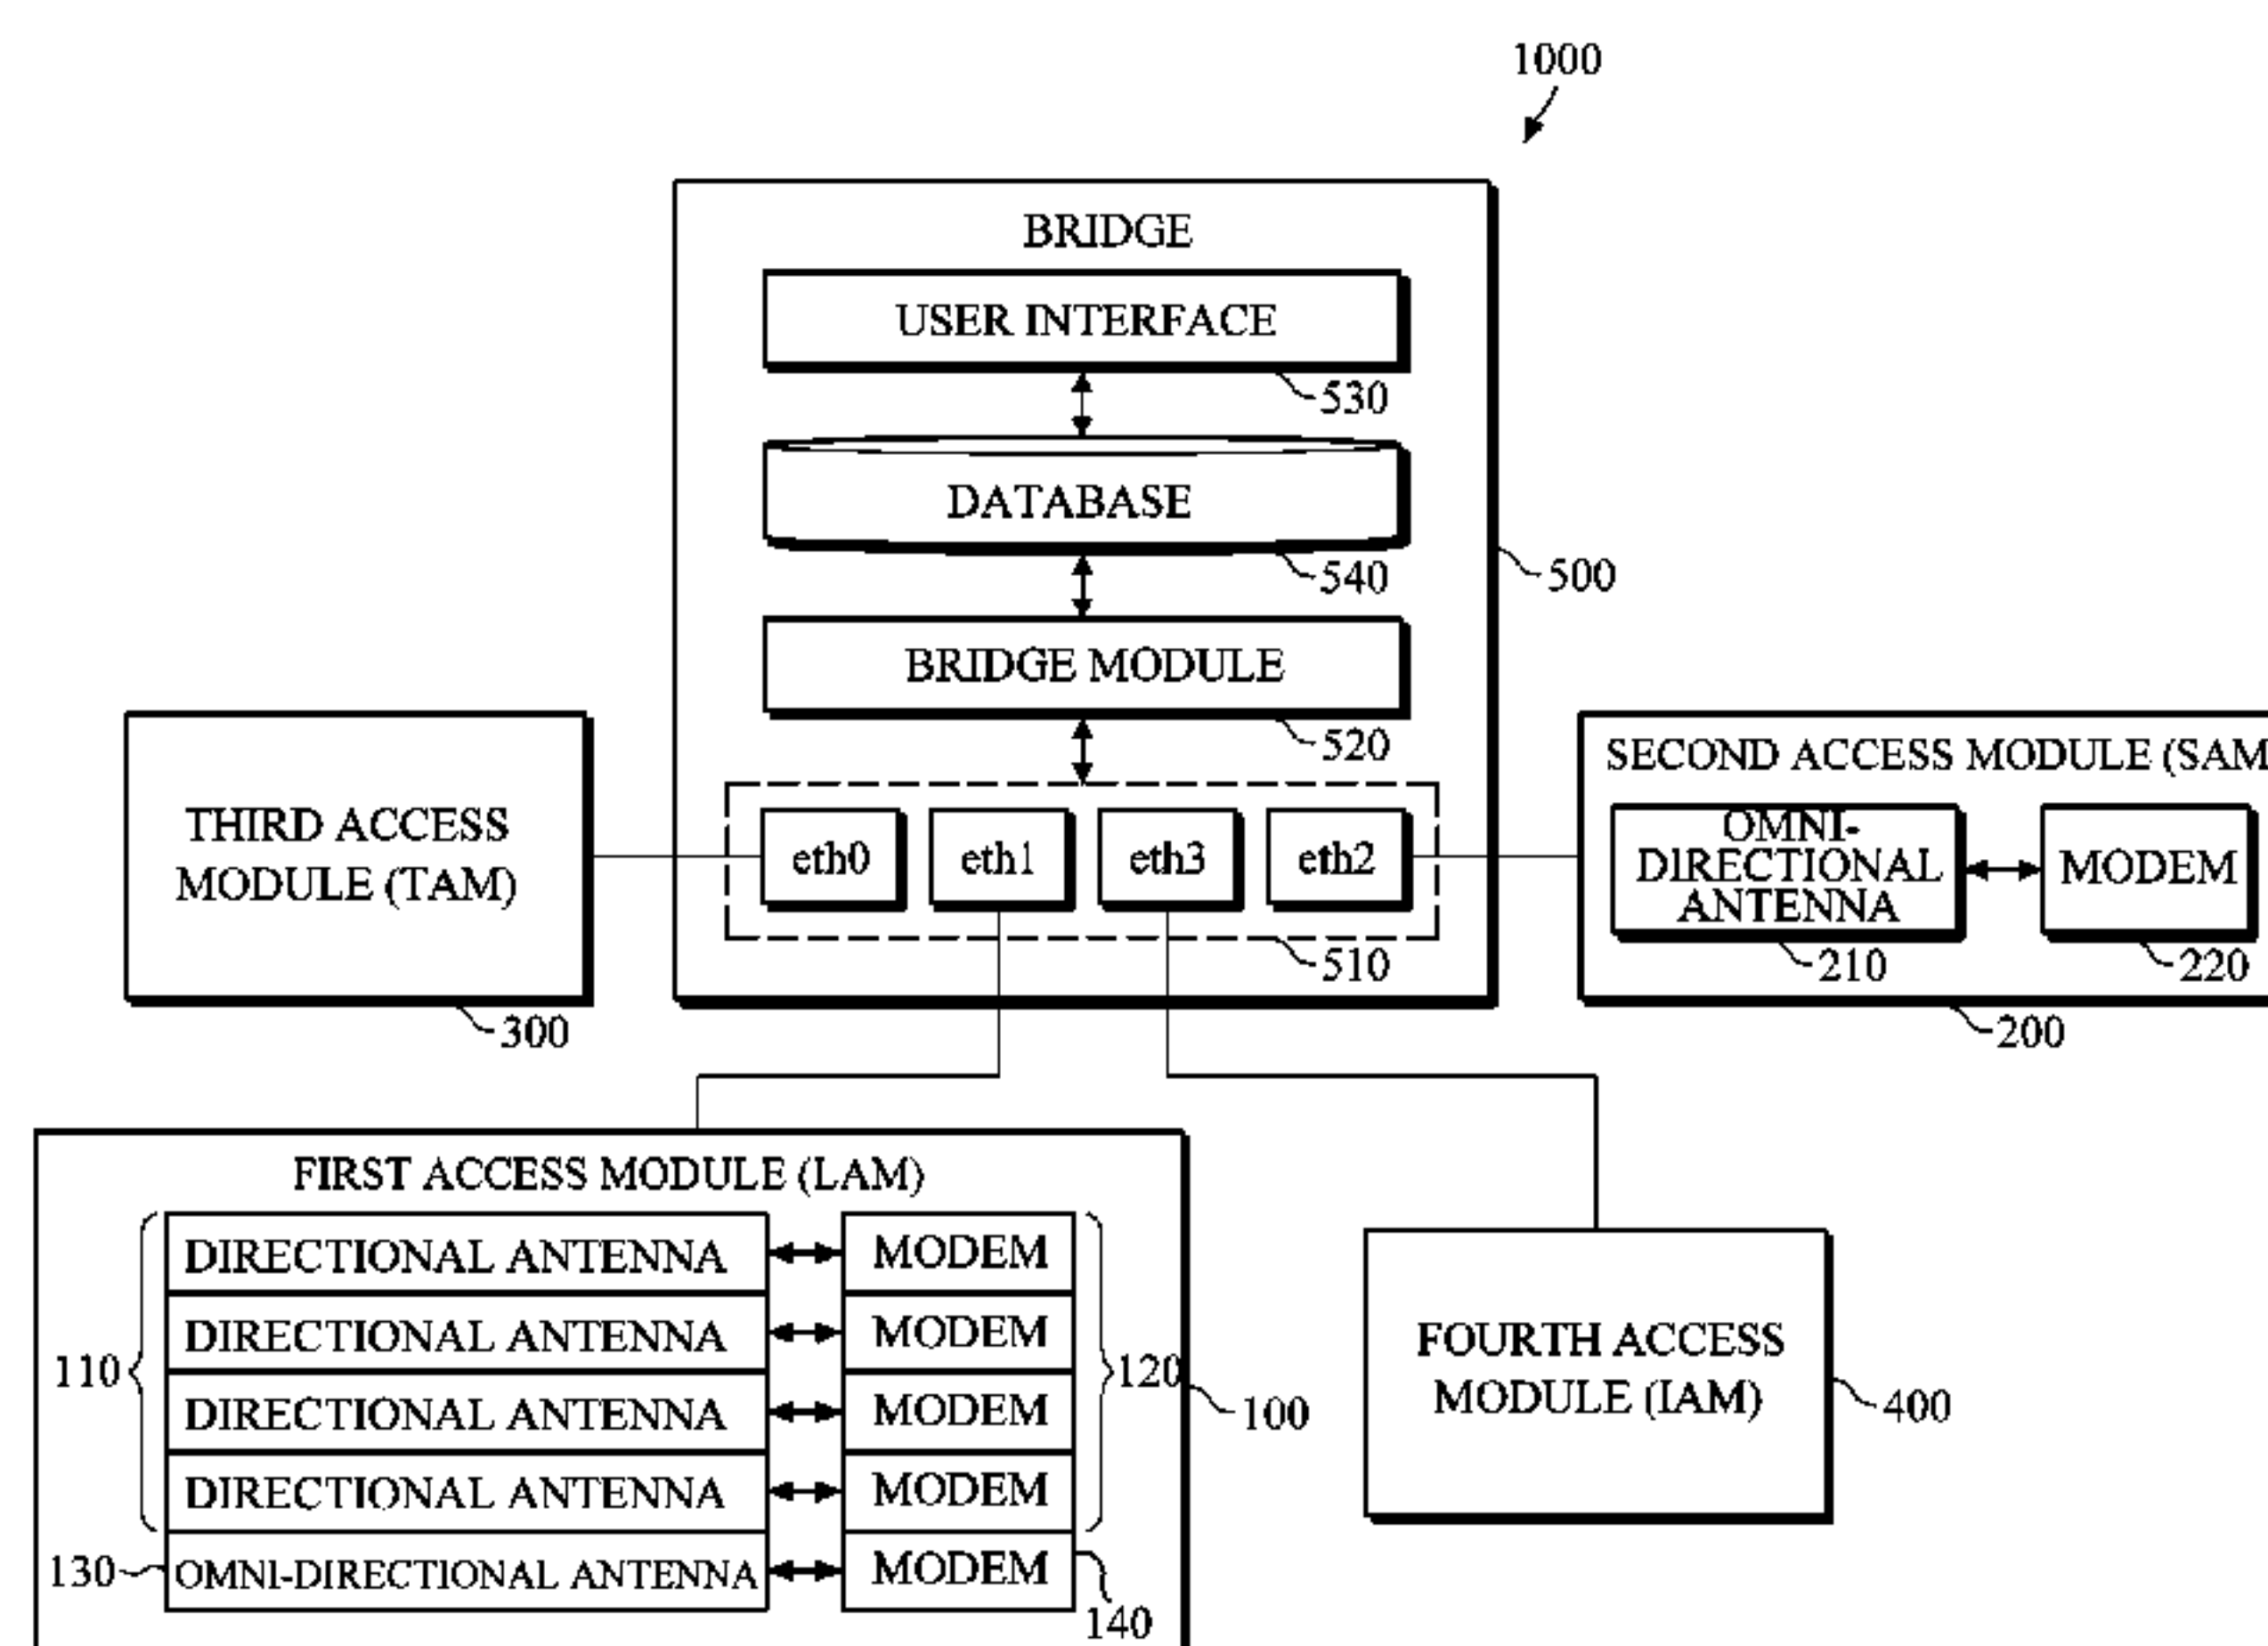 1000
BRIDGE
USER INTERFACE
530
DATABASE
540
500
BRIDGE MODULE
520
THIRD ACCESS
MODULE (TAM)
300
eth0 eth1 eth3 eth2
510
SECOND ACCESS MODULE (SAM
OMNI-
DIRECTIONAL
ANTENNA
MODEM
210
220
200
FIRST ACCESS MODULE (LAM)
DIRECTIONAL ANTENNA MODEM
DIRECTIONAL ANTENNA MODEM
110
120
DIRECTIONAL ANTENNA MODEM
100
DIRECTIONAL ANTENNA MODEM
130
OMNI-DIRECTIONAL ANTENNA MODEM
140
FOURTH ACCESS
MODULE (IAM)
400